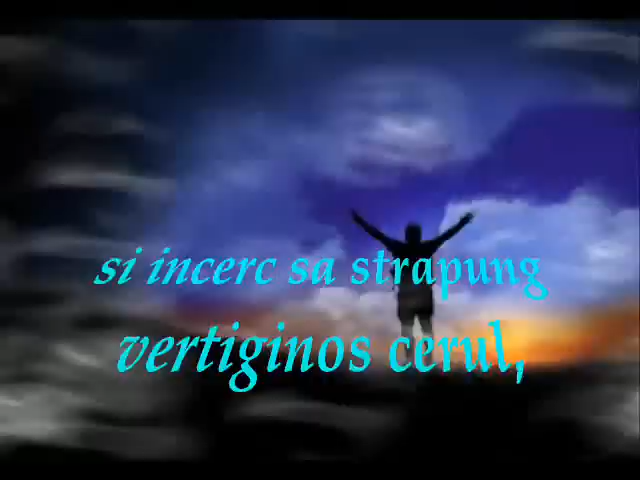 si incerc sa strapung
vertiginos cerul,